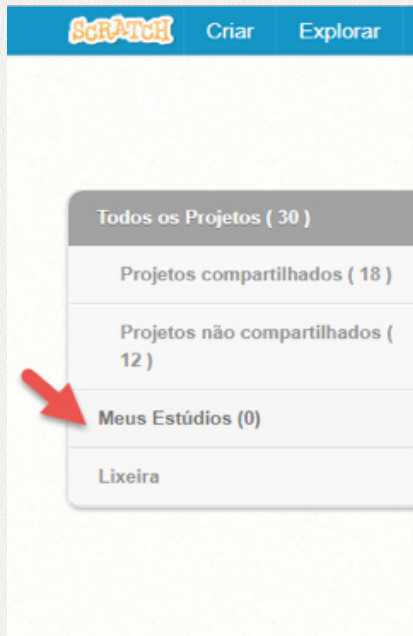 SCRATCH Criar Explorar
Todos os Projetos ( 30 )
Projetos compartilhados ( 18 )
Projetos não compartilhados (
12 )
Meus Estúdios (0)
Lixeira